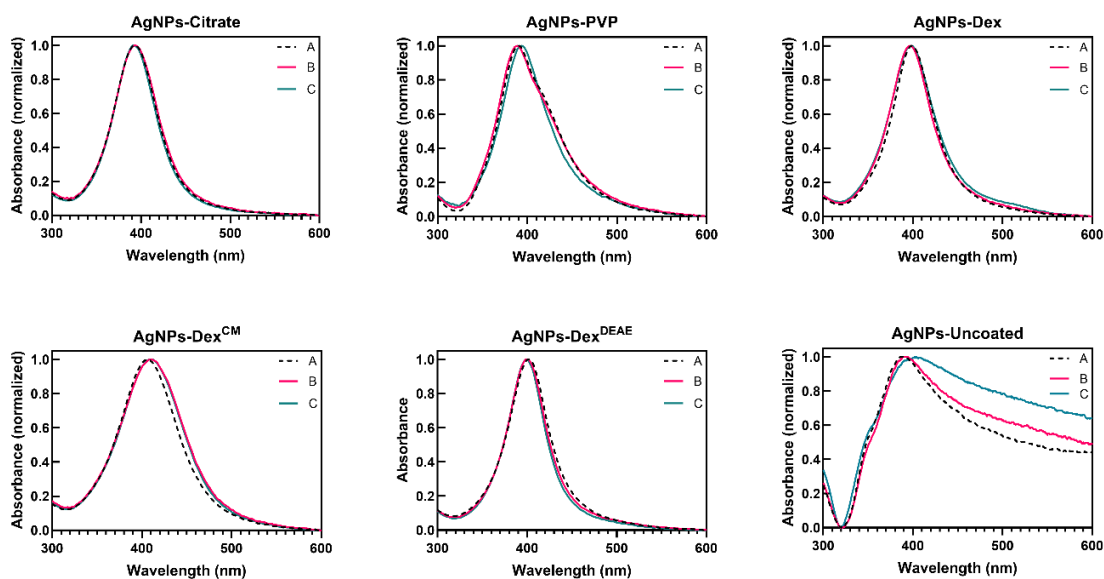 AgNPs-Citrate
Absorbance (normalized)
1.0
0.8
0.6
0.4
0.2
0.0
A
B
C
300 400 500 600
Wavelength (nm)
AgNPs-PVP
Absorbance (normalized)
1.0
0.8
0.6
0.4
0.2
0.0
A
B
C
300 400 500 600
Wavelength (nm)
AgNPs-Dex
Absorbance (normalized)
1.0
0.8
0.6
0.4
0.2
0.0
A
B
C
300 400 500 600
Wavelength (nm)
AgNPs-Dex^CM
Absorbance (normalized)
1.0
0.8
0.6
0.4
0.2
0.0
A
B
C
300 400 500 600
Wavelength (nm)
AgNPs-Dex^DEAE
Absorbance
1.0
0.8
0.6
0.4
0.2
0.0
A
B
C
300 400 500 600
Wavelength (nm)
AgNPs-Uncoated
Absorbance (normalized)
1.0
0.8
0.6
0.4
0.2
0.0
A
B
C
300 400 500 600
Wavelength (nm)